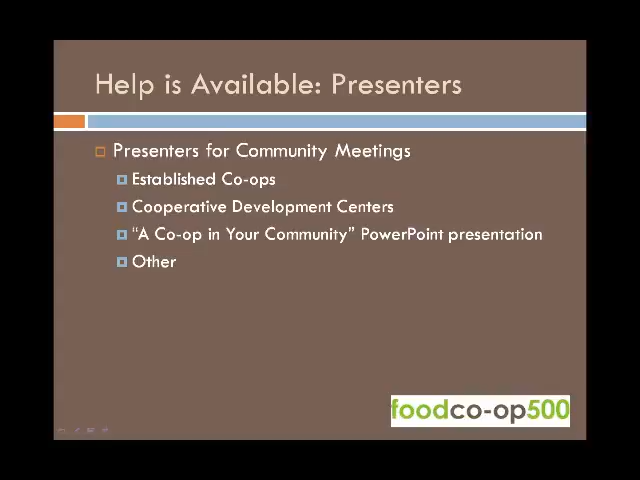 Help is Available: Presenters
Presenters for Community Meetings
Established Co-ops
Cooperative Development Centers
“A Co-op in Your Community” PowerPoint presentation
Other
foodco-op500